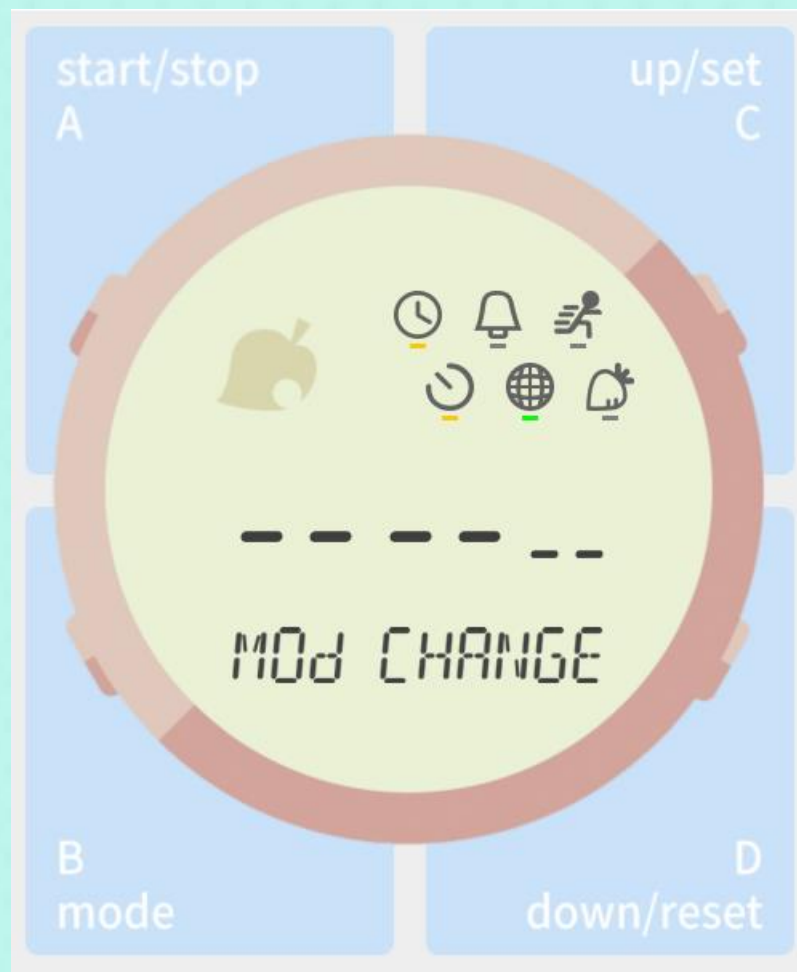 start/stop
A
up/set
C
-- -- --
MOd CHANGE
B
mode
D
down/reset